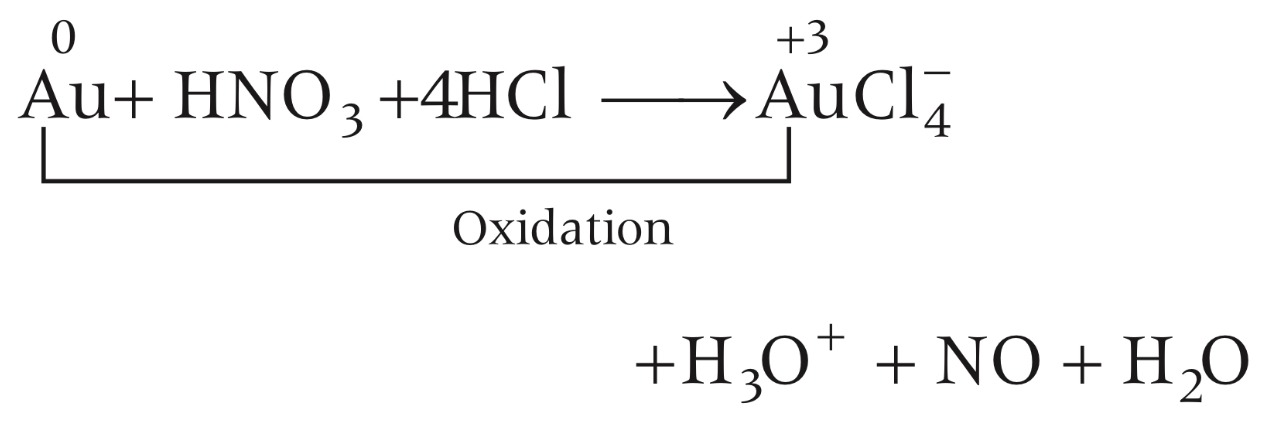 0 +3
Au+ HNO₃ +4HCl ⟶ AuCl₄⁻
Oxidation
+H₃O⁺ + NO + H₂O